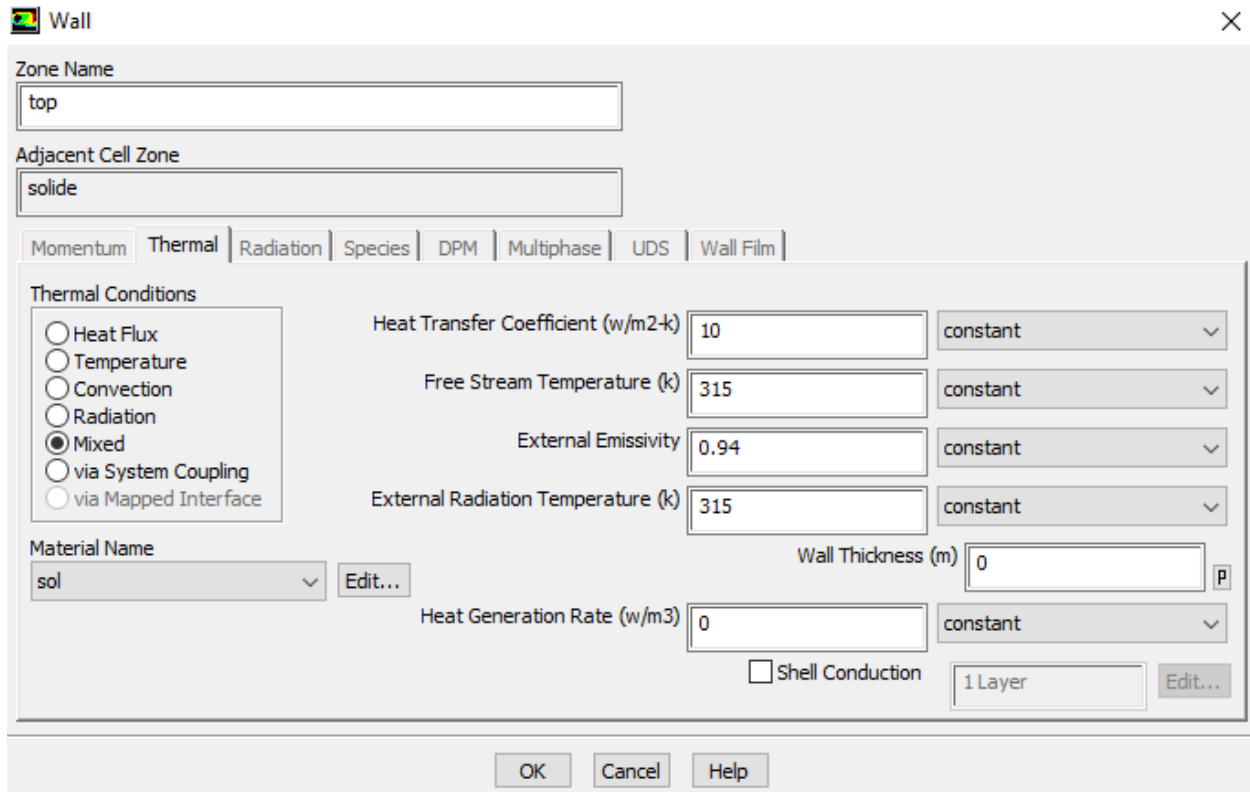 Wall
Zone Name
top
Adjacent Cell Zone
solide
Momentum Thermal Radiation Species DPM Multiphase UDS Wall Film
Thermal Conditions
Heat Flux
Temperature
Convection
Radiation
Mixed
via System Coupling
via Mapped Interface
Heat Transfer Coefficient (w/m2-k) 10 constant
Free Stream Temperature (k) 315 constant
External Emissivity 0.94 constant
External Radiation Temperature (k) 315 constant
Material Name
sol Edit...
Wall Thickness (m) 0 P
Heat Generation Rate (w/m3) 0 constant
Shell Conduction 1 Layer Edit...
OK Cancel Help